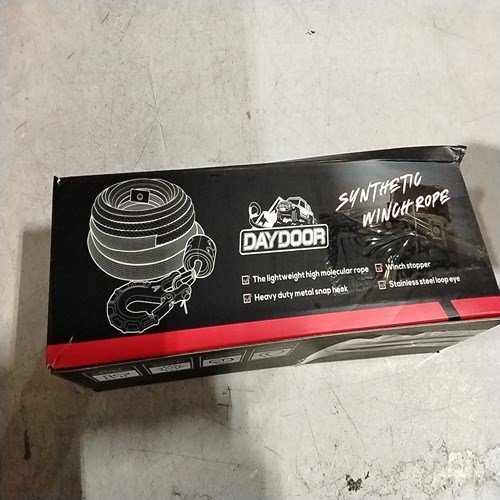 SYNTHETIC
WINCH ROPE
DAYDOOR
The lightweight high molecular rope
Winch stopper
Heavy duty metal snap hook
Stainless steel loop eye